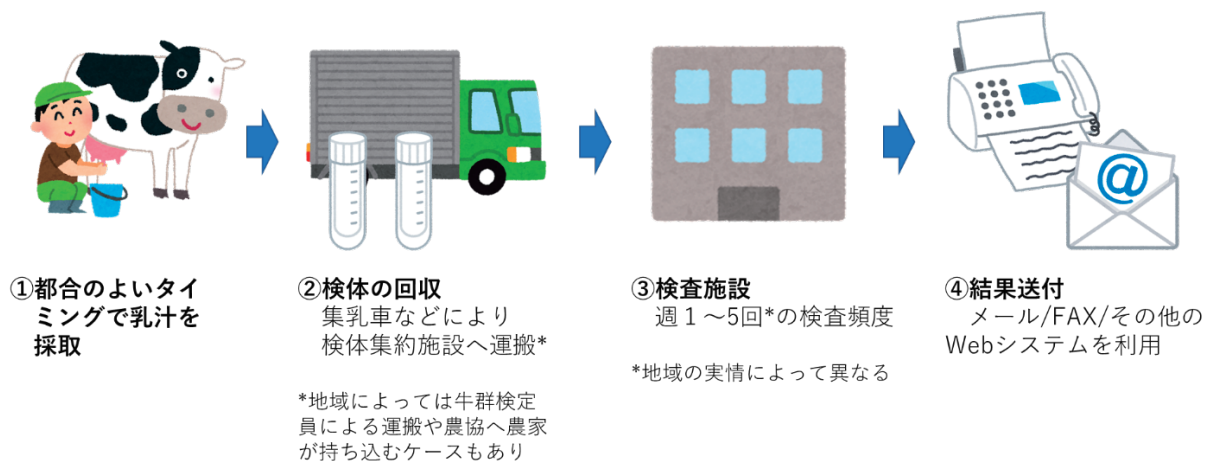 ①都合のよいタイ
ミングで乳汁を
採取
②検体の回収
集乳車などにより
検体集約施設へ運搬*
*地域によっては牛群検定
員による運搬や農協へ農家
が持ち込むケースもあり
③検査施設
週１～5回*の検査頻度
*地域の実情によって異なる
④結果送付
メール/FAX/その他の
Webシステムを利用
@